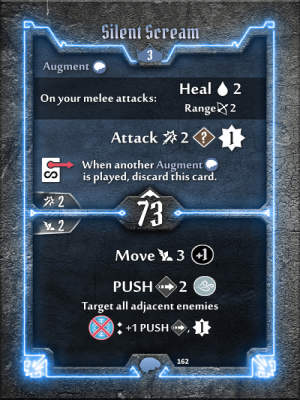 Silent Scream
3
Augment
On your melee attacks:
Heal 2
Range 2
Attack 2 ? 1
When another Augment
is played, discard this card.
2
73
2
Move 3 +1
PUSH 2
Target all adjacent enemies
: +1 PUSH , 1
162